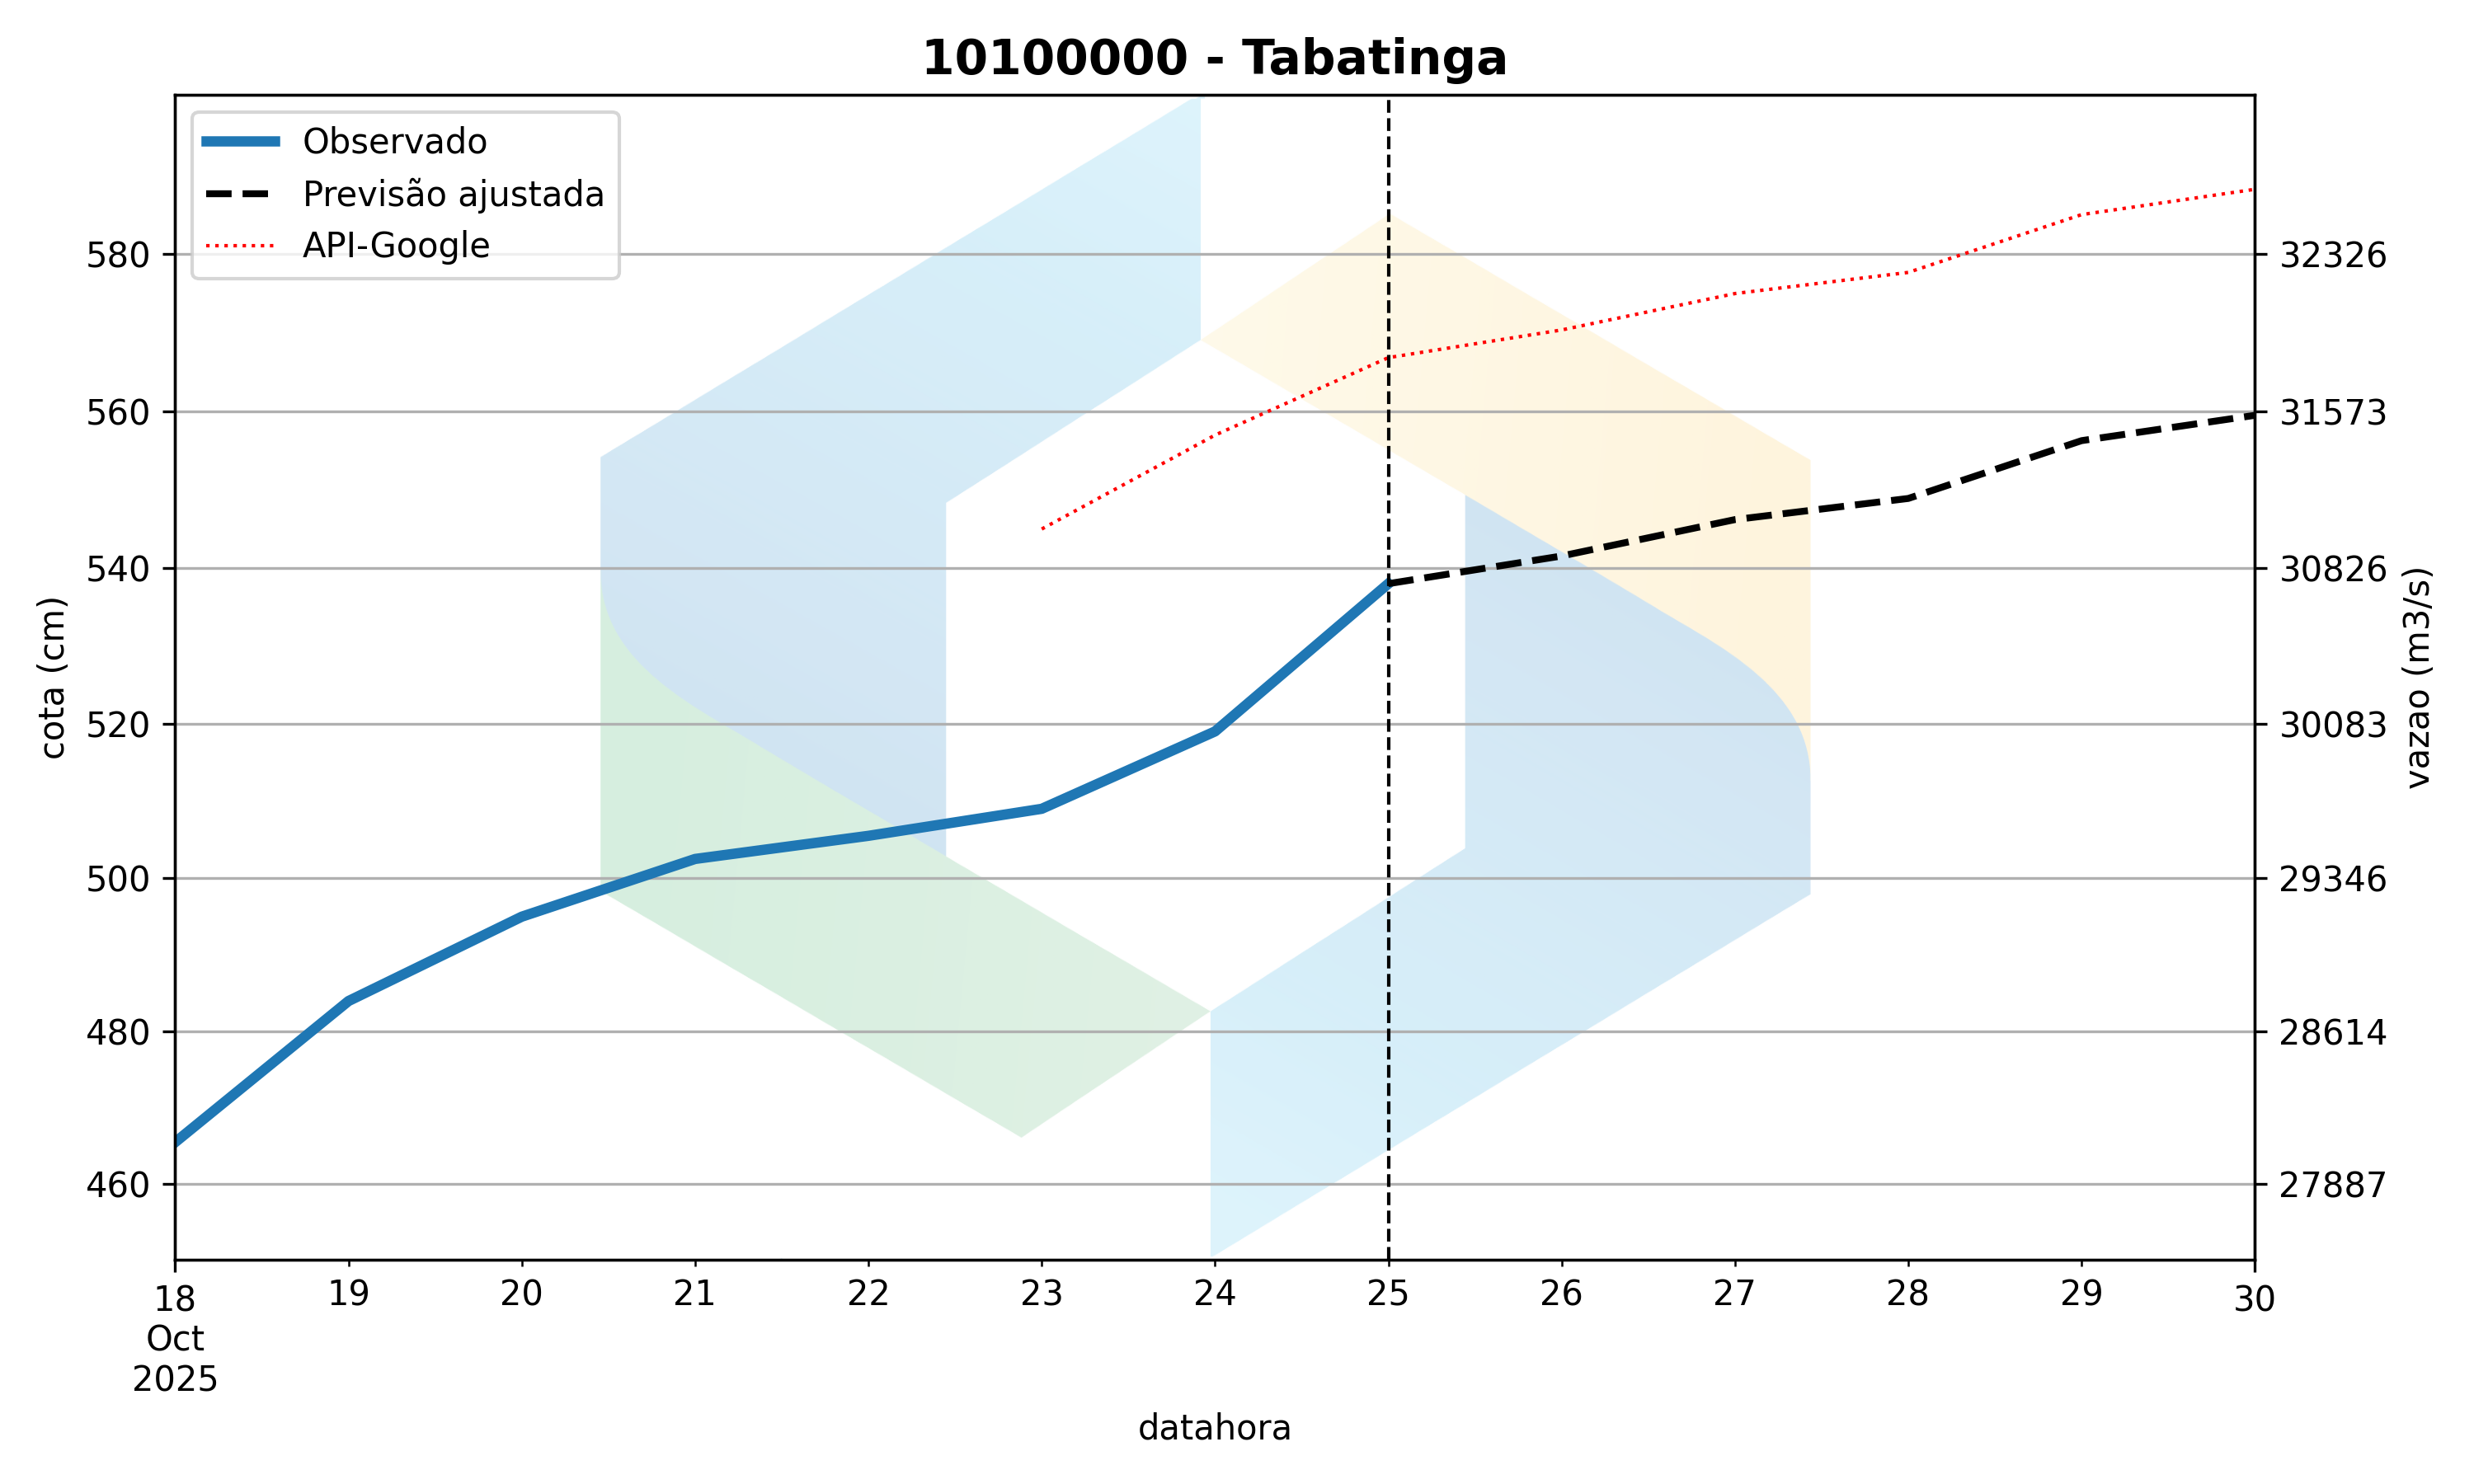 10100000 - Tabatinga
Observado
Previsão ajustada
API-Google
580
560
540
520
500
480
460
cota (cm)
32326
31573
30826
30083
29346
28614
27887
vazao (m3/s)
18 19 20 21 22 23 24 25 26 27 28 29 30
Oct
2025
datahora